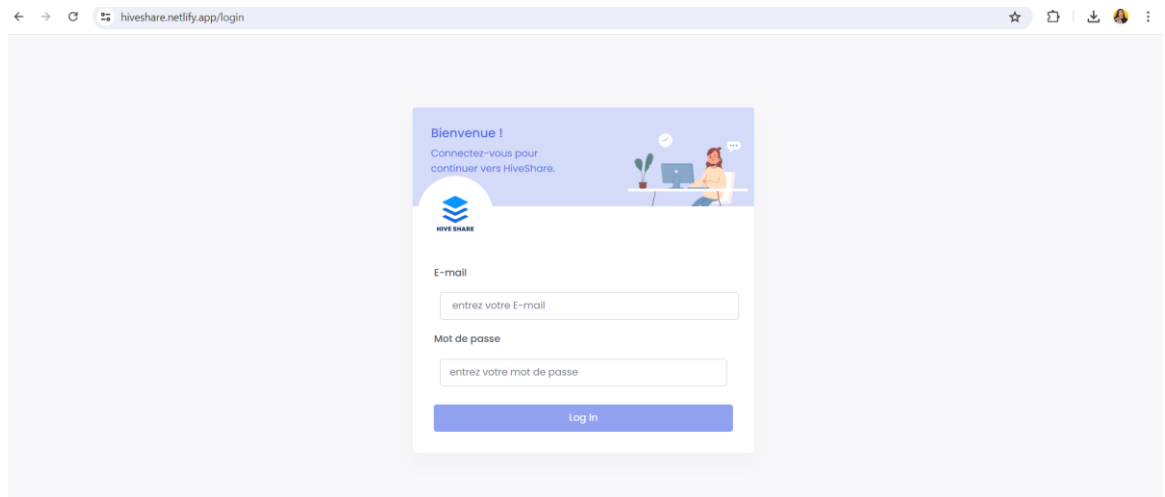 hiveshare.netlify.app/login
Bienvenue !
Connectez-vous pour
continuer vers HiveShare.
HIVE SHARE
E-mail
entrez votre E-mail
Mot de passe
entrez votre mot de passe
Log In